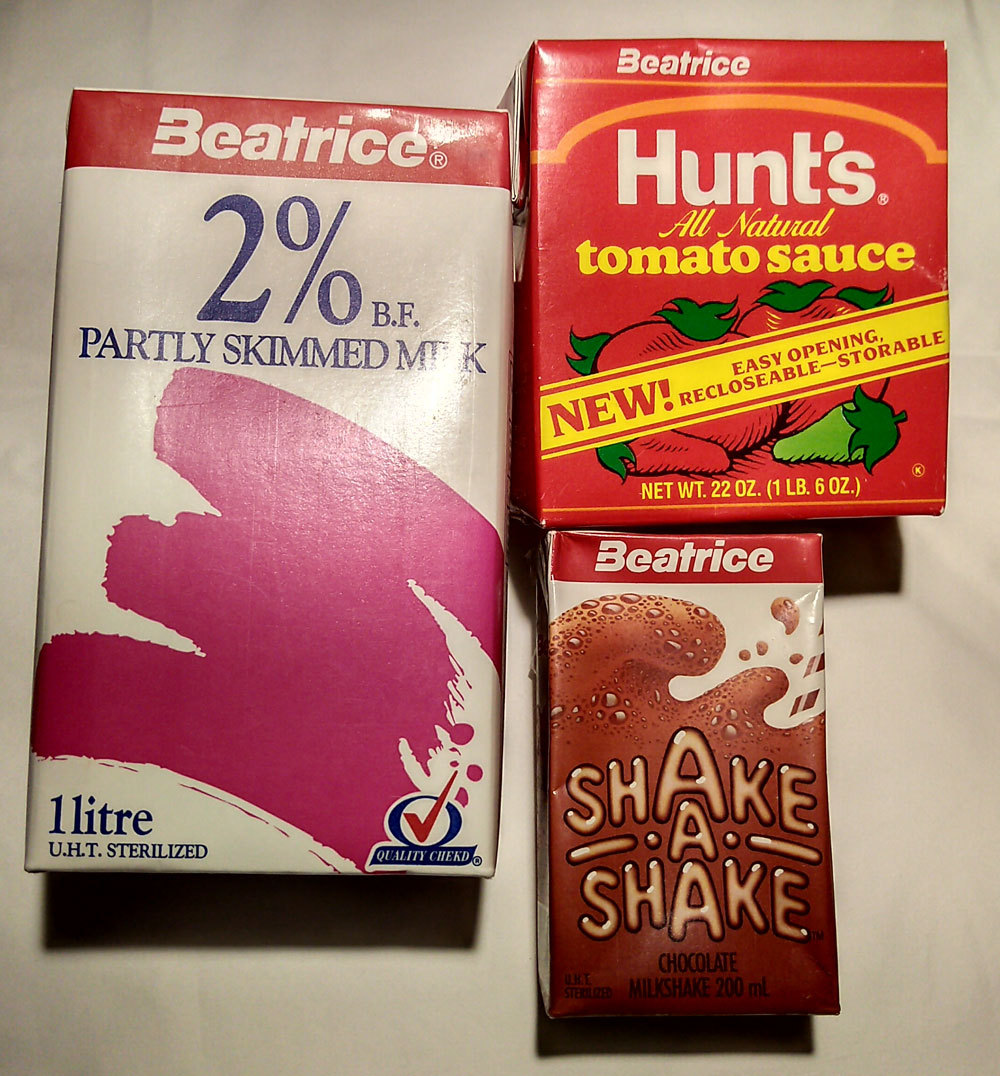 Beatrice®
2% B.F.
PARTLY SKIMMED MILK
1 litre
U.H.T. STERILIZED
QUALITY CHEKD®
Beatrice
Hunt's®
All Natural
tomato sauce
NEW! EASY OPENING,
RECLOSEABLE—STORABLE
K
NET WT. 22 OZ. (1 LB. 6 OZ.)
Beatrice
SHAKE
·A·
SHAKE™
CHOCOLATE
MILKSHAKE 200 mL
U.H.T.
STERILIZED